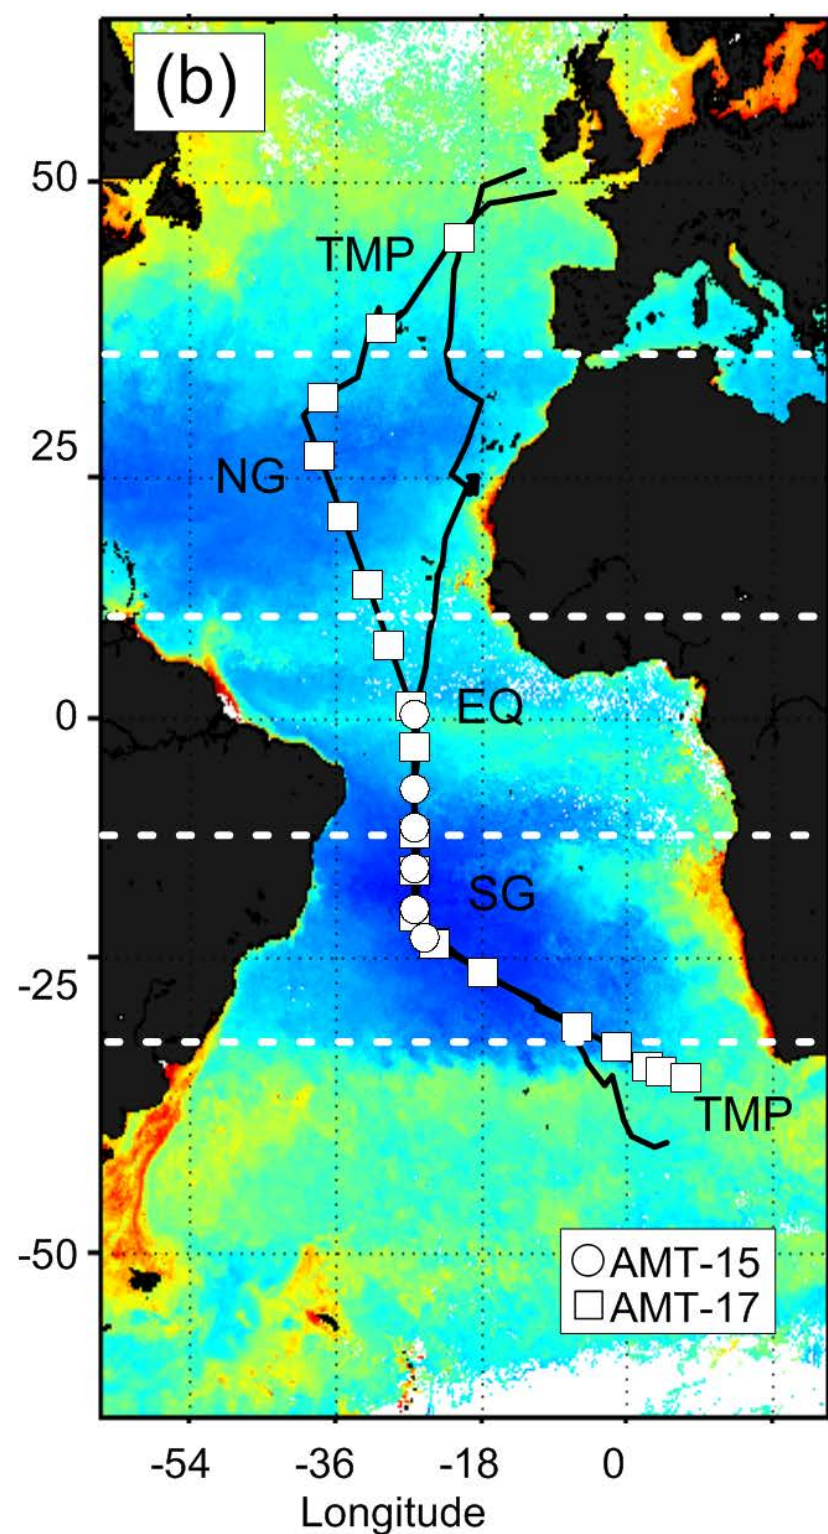 (b)
50
TMP
25
NG
0
EQ
SG
-25
TMP
-50
AMT-15
AMT-17
-54 -36 -18 0
Longitude